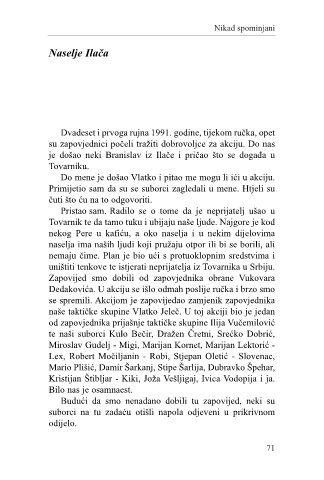 Nikad spominjani
Naselje Ilača
Dvadeset i prvoga rujna 1991. godine, tijekom ručka, opet
su zapovjednici počeli tražiti dobrovoljce za akciju. Do nas
je došao neki Branislav iz Ilače i pričao što se događa u
Tovarniku.
Do mene je došao Vlatko i pitao me mogu li ići u akciju.
Primijetio sam da su se suborci zagledali u mene. Htjeli su
čuti što ću na to odgovoriti.
Pristao sam. Radilo se o tome da je neprijatelj ušao u
Tovarnik te da tamo tuku i ubijaju naše ljude. Najgore je kod
nekog Pere u kafiću, a oko naselja i u nekim dijelovima
naselja ima naših ljudi koji pružaju otpor ili bi se borili, ali
nemaju čime. Plan je bio ući s protuoklopnim sredstvima i
uništiti tenkove te istjerati neprijatelja iz Tovarnika u Srbiju.
Zapovijed smo dobili od zapovjednika obrane Vukovara
Dedakovića. U akciju se išlo odmah poslije ručka i brzo smo
se spremili. Akcijom je zapovijedao zamjenik zapovjednika
naše taktičke skupine Vlatko Jeleč. U toj akciji bio je jedan
od zapovjednika prijašnje taktičke skupine Ilija Vučemilović
te naši suborci Kulo Bečir, Dražen Čretni, Srećko Dobrić,
Miroslav Gudelj - Migi, Marijan Kornet, Marijan Lektorić -
Lex, Robert Močiljanin - Robi, Stjepan Oletić - Slovenac,
Mario Plišić, Damir Šarkanj, Stipe Šarlija, Dubravko Špehar,
Kristijan Štibljar - Kiki, Joža Vešljigaj, Ivica Vodopija i ja.
Bilo nas je osamnaest.
Budući da smo nenadano dobili tu zapovijed, neki su
suborci na tu zadaću otišli napola odjeveni u prikrivnom
odijelo.
71